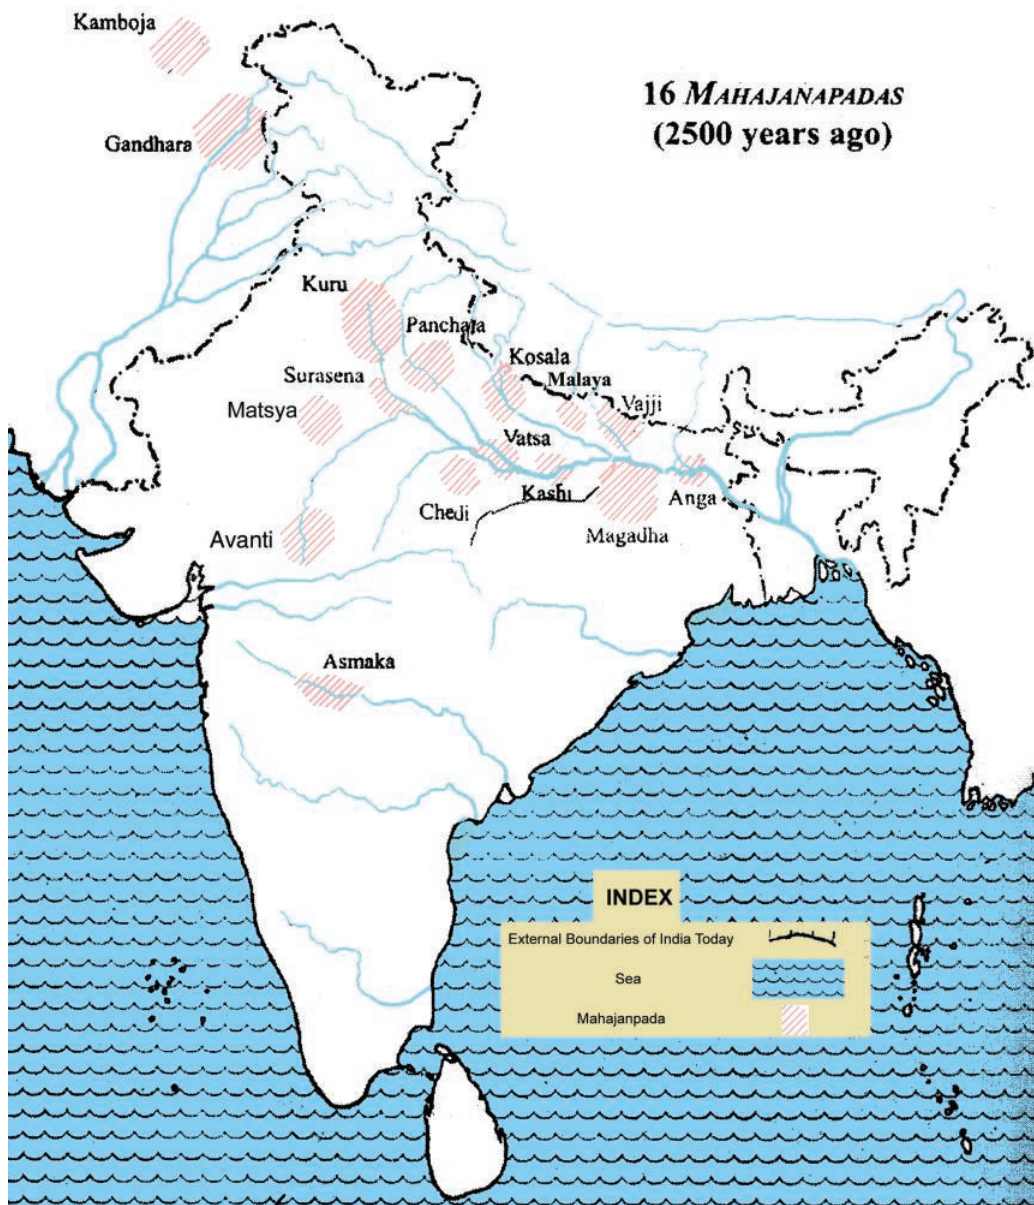 Kamboja
16 MAHAJANAPADAS
(2500 years ago)
Gandhara
Kuru
Panchala
Kosala
Surasena
Malaya
Matsya
Vajji
Vatsa
Kashi
Anga
Chedi
Avanti
Magadha
Asmaka
INDEX
External Boundaries of India Today
Sea
Mahajanpada